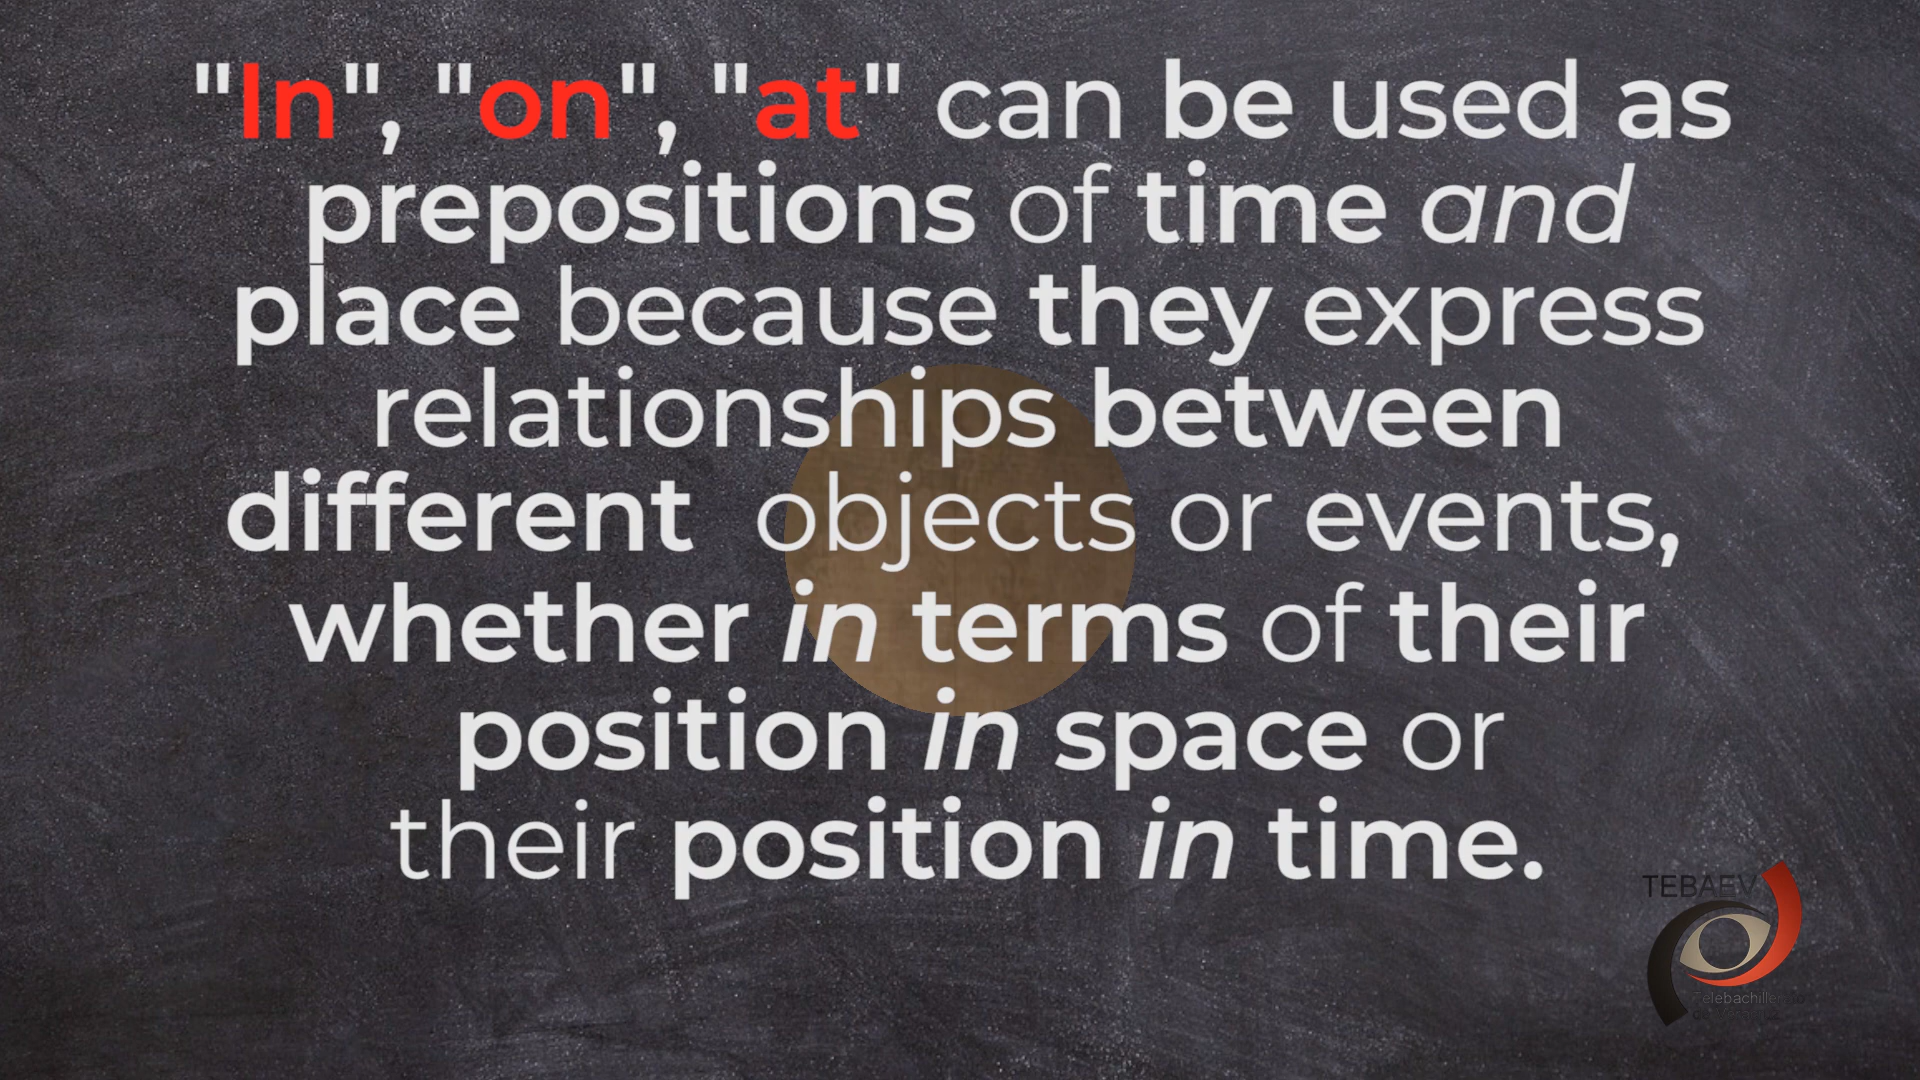 "In", "on", "at" can be used as
prepositions of time and
place because they express
relationships between
different objects or events,
whether in terms of their
position in space or
their position in time.
TEBAEV
Telebachillerato